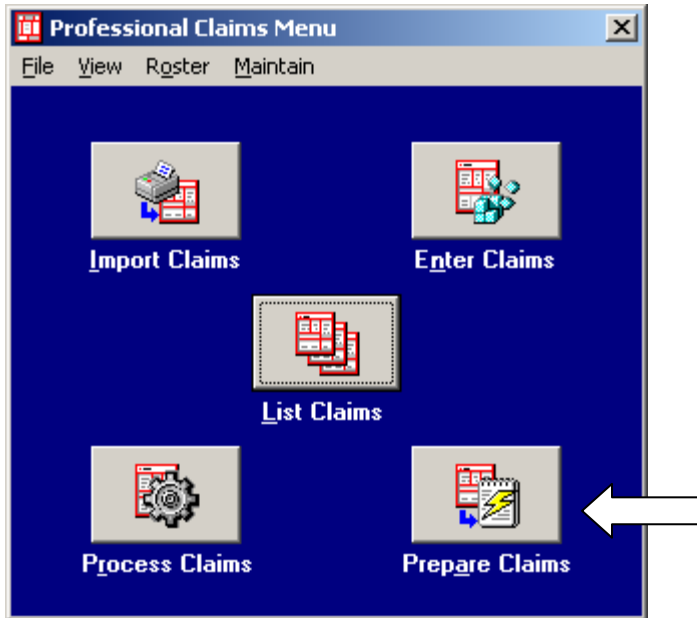 Professional Claims Menu
File View Roster Maintain
Import Claims Enter Claims
List Claims
Process Claims Prepare Claims